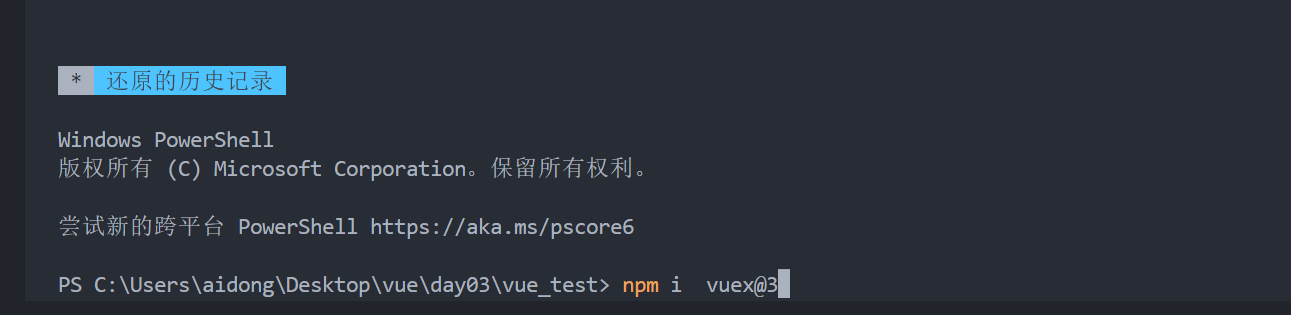 * 还原的历史记录
Windows PowerShell
版权所有 (C) Microsoft Corporation。保留所有权利。
尝试新的跨平台 PowerShell https://aka.ms/pscore6
PS C:\Users\aidong\Desktop\vue\day03\vue_test> npm i  vuex@3